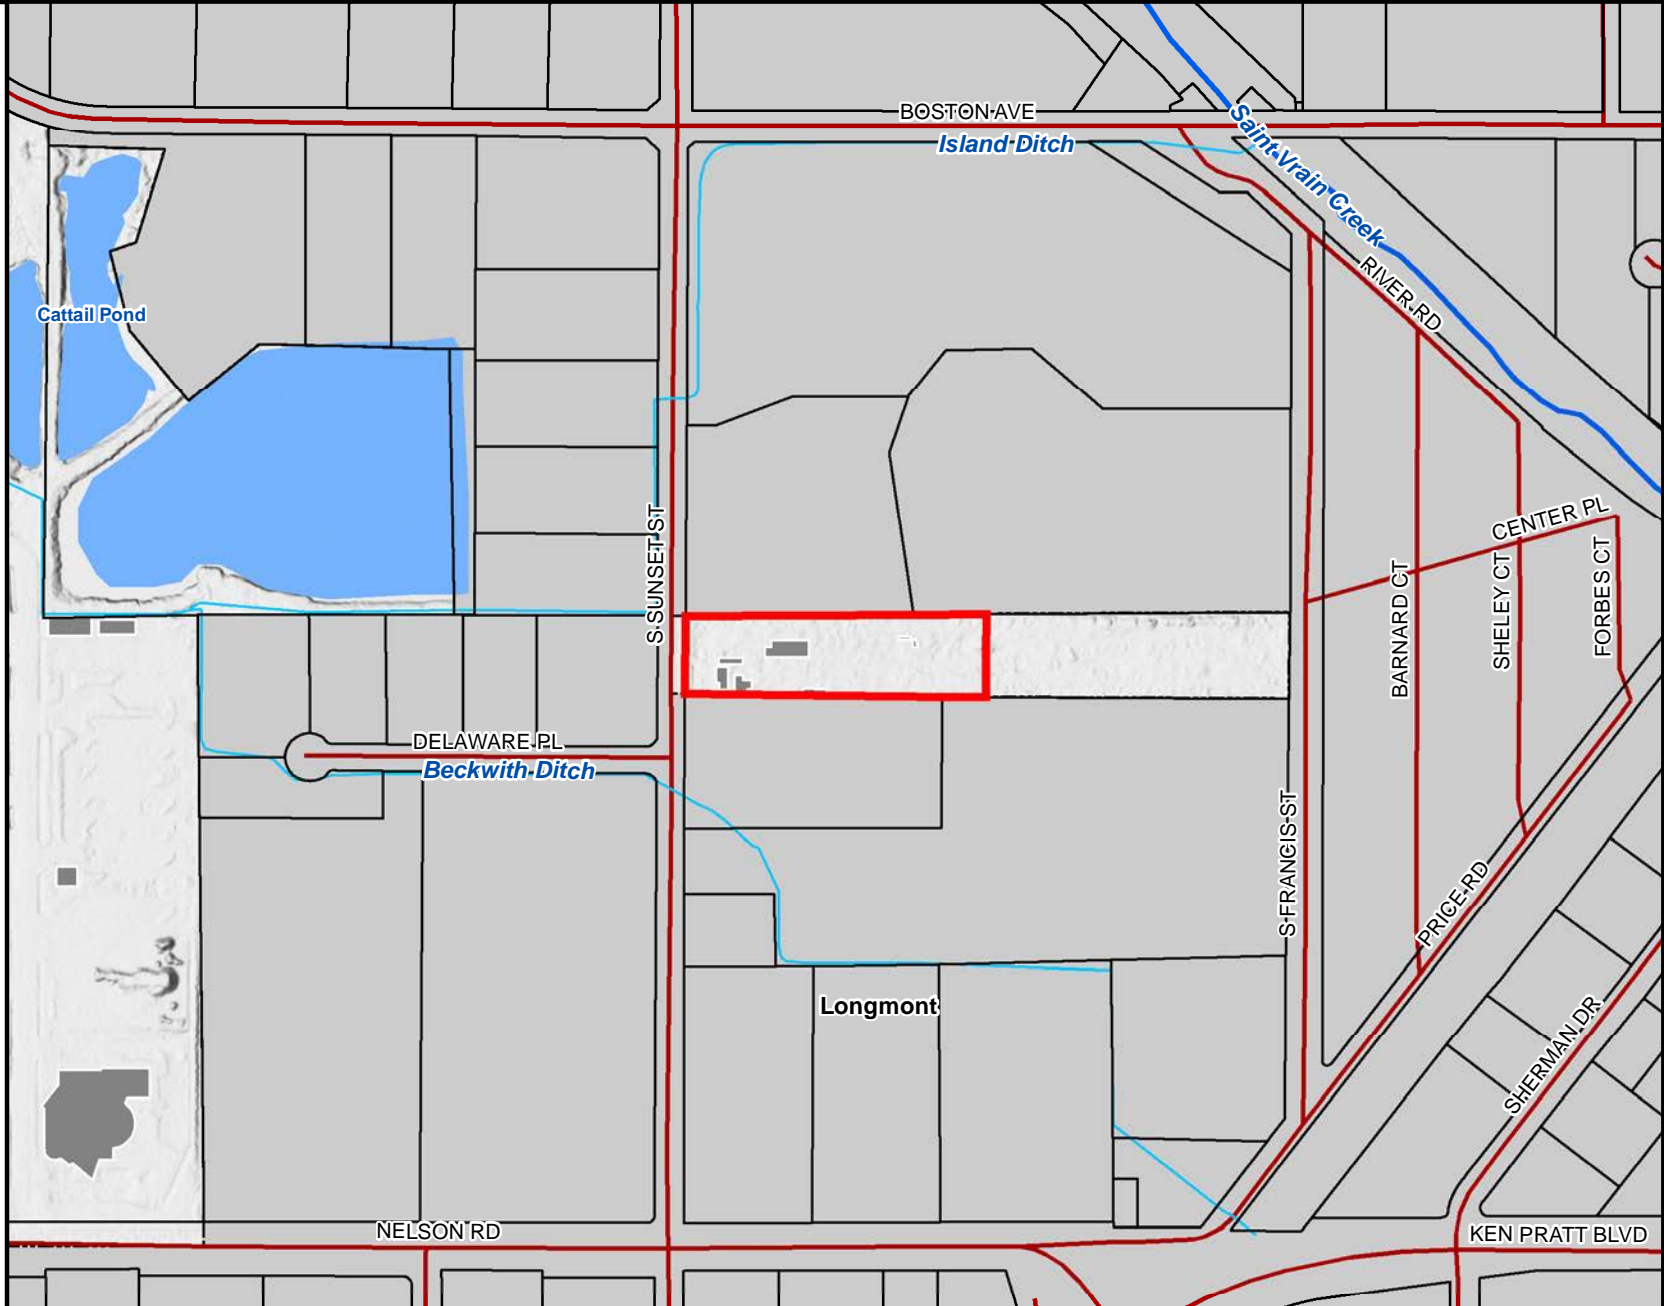 BOSTON AVE
Island Ditch
Saint Vrain Creek
RIVER RD
Cattail Pond
S SUNSET ST
CENTER PL
BARNARD CT
SHELEY CT
FORBES CT
DELAWARE PL
Beckwith Ditch
S FRANCIS ST
PRICE RD
Longmont
SHERMAN DR
NELSON RD
KEN PRATT BLVD